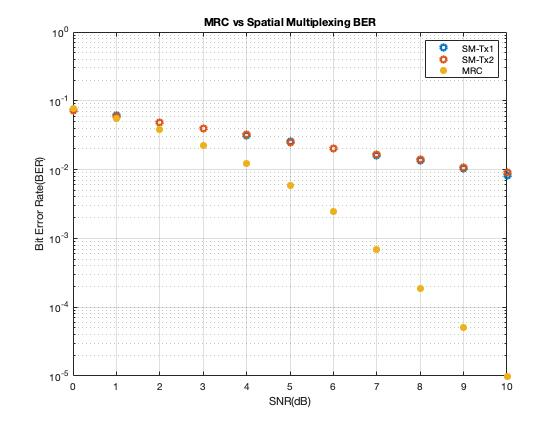 MRC vs Spatial Multiplexing BER
10^0
SM-Tx1
SM-Tx2
MRC
10^-1
10^-2
Bit Error Rate(BER)
10^-3
10^-4
10^-5
0 1 2 3 4 5 6 7 8 9 10
SNR(dB)